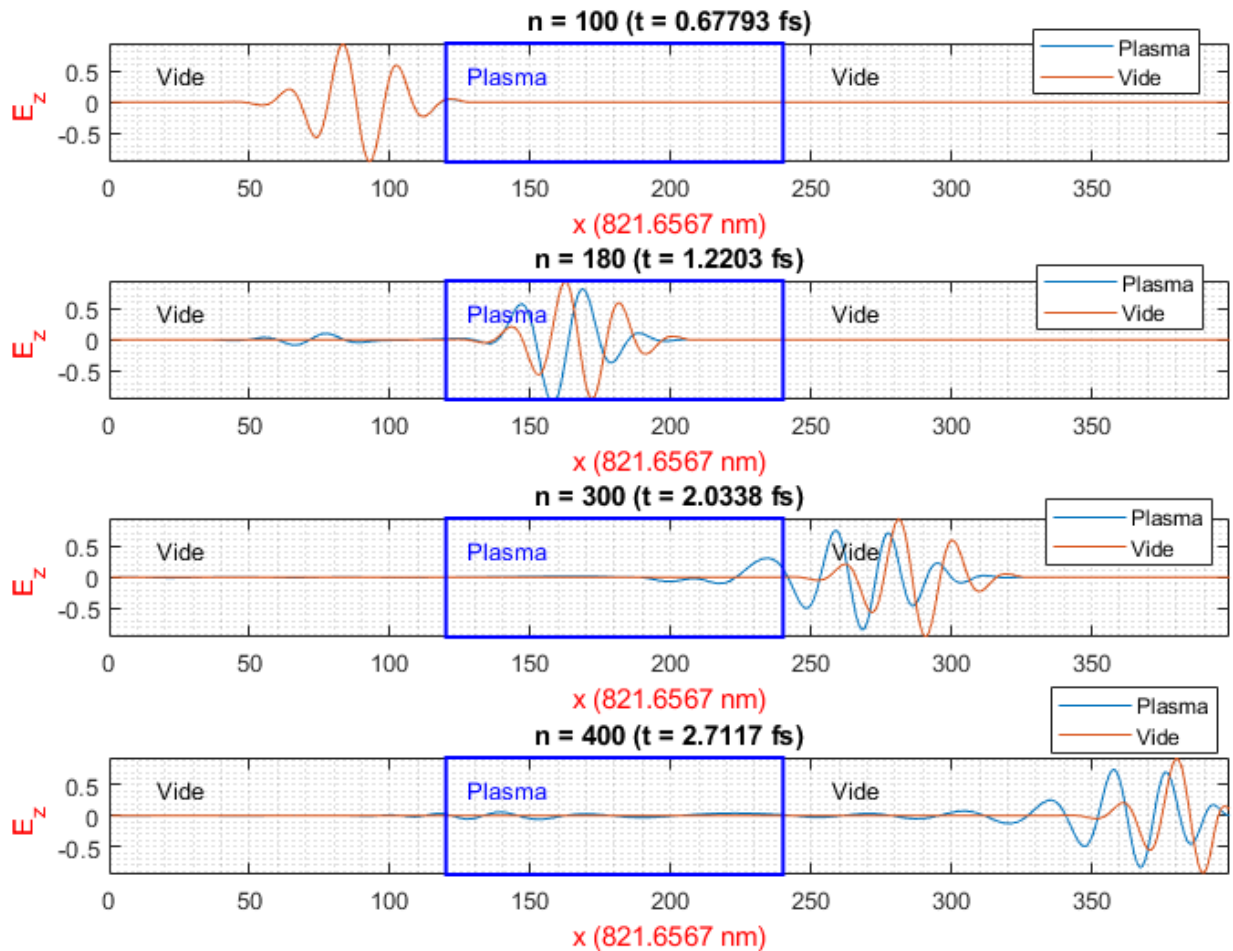 n = 100 (t = 0.67793 fs)
Plasma
Vide
Vide
Plasma
Vide
0.5
0
-0.5
E_z
0 50 100 150 200 250 300 350
x (821.6567 nm)
n = 180 (t = 1.2203 fs)
Plasma
Vide
Vide
Plasma
Vide
0.5
0
-0.5
E_z
0 50 100 150 200 250 300 350
x (821.6567 nm)
n = 300 (t = 2.0338 fs)
Plasma
Vide
Vide
Plasma
Vide
0.5
0
-0.5
E_z
0 50 100 150 200 250 300 350
x (821.6567 nm)
n = 400 (t = 2.7117 fs)
Plasma
Vide
Vide
Plasma
Vide
0.5
0
-0.5
E_z
0 50 100 150 200 250 300 350
x (821.6567 nm)